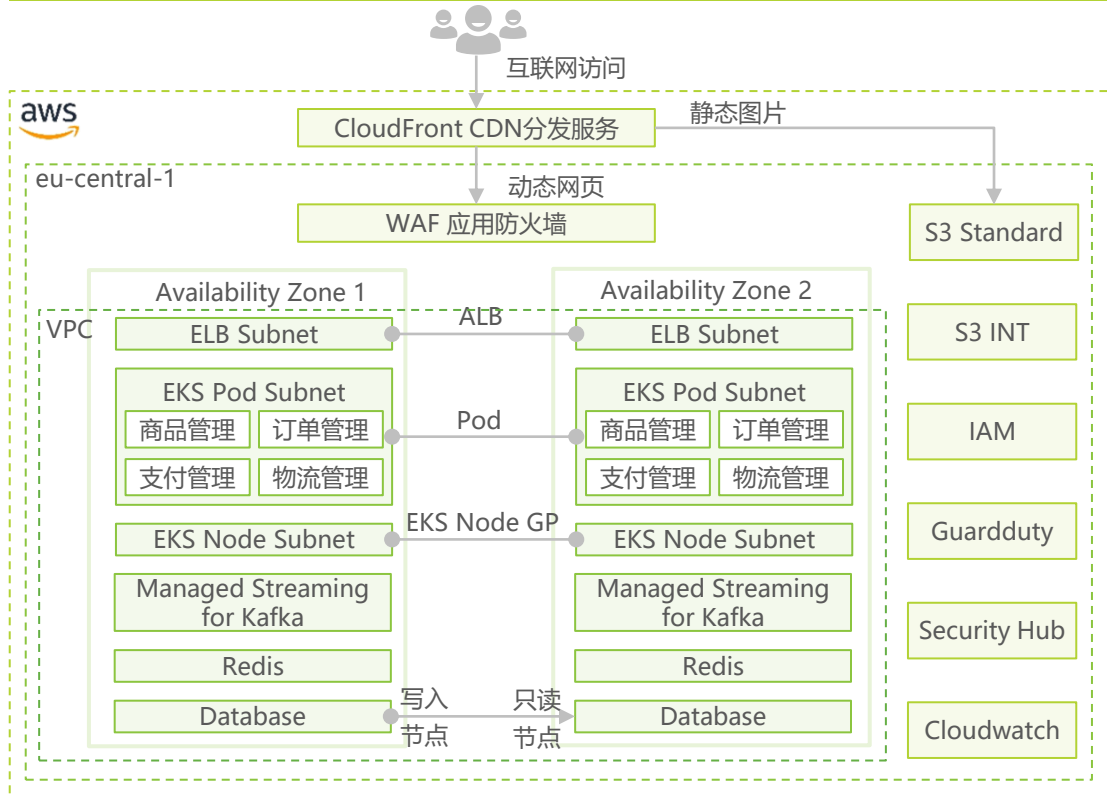 互联网访问
aws
CloudFront CDN分发服务
静态图片
eu-central-1
动态网页
WAF 应用防火墙
S3 Standard
Availability Zone 1
Availability Zone 2
VPC
ELB Subnet
ALB
ELB Subnet
S3 INT
EKS Pod Subnet
商品管理
订单管理
支付管理
物流管理
Pod
EKS Pod Subnet
商品管理
订单管理
支付管理
物流管理
IAM
EKS Node Subnet
EKS Node GP
EKS Node Subnet
Guardduty
Managed Streaming
for Kafka
Managed Streaming
for Kafka
Security Hub
Redis
Redis
Database
写入
节点
只读
节点
Database
Cloudwatch